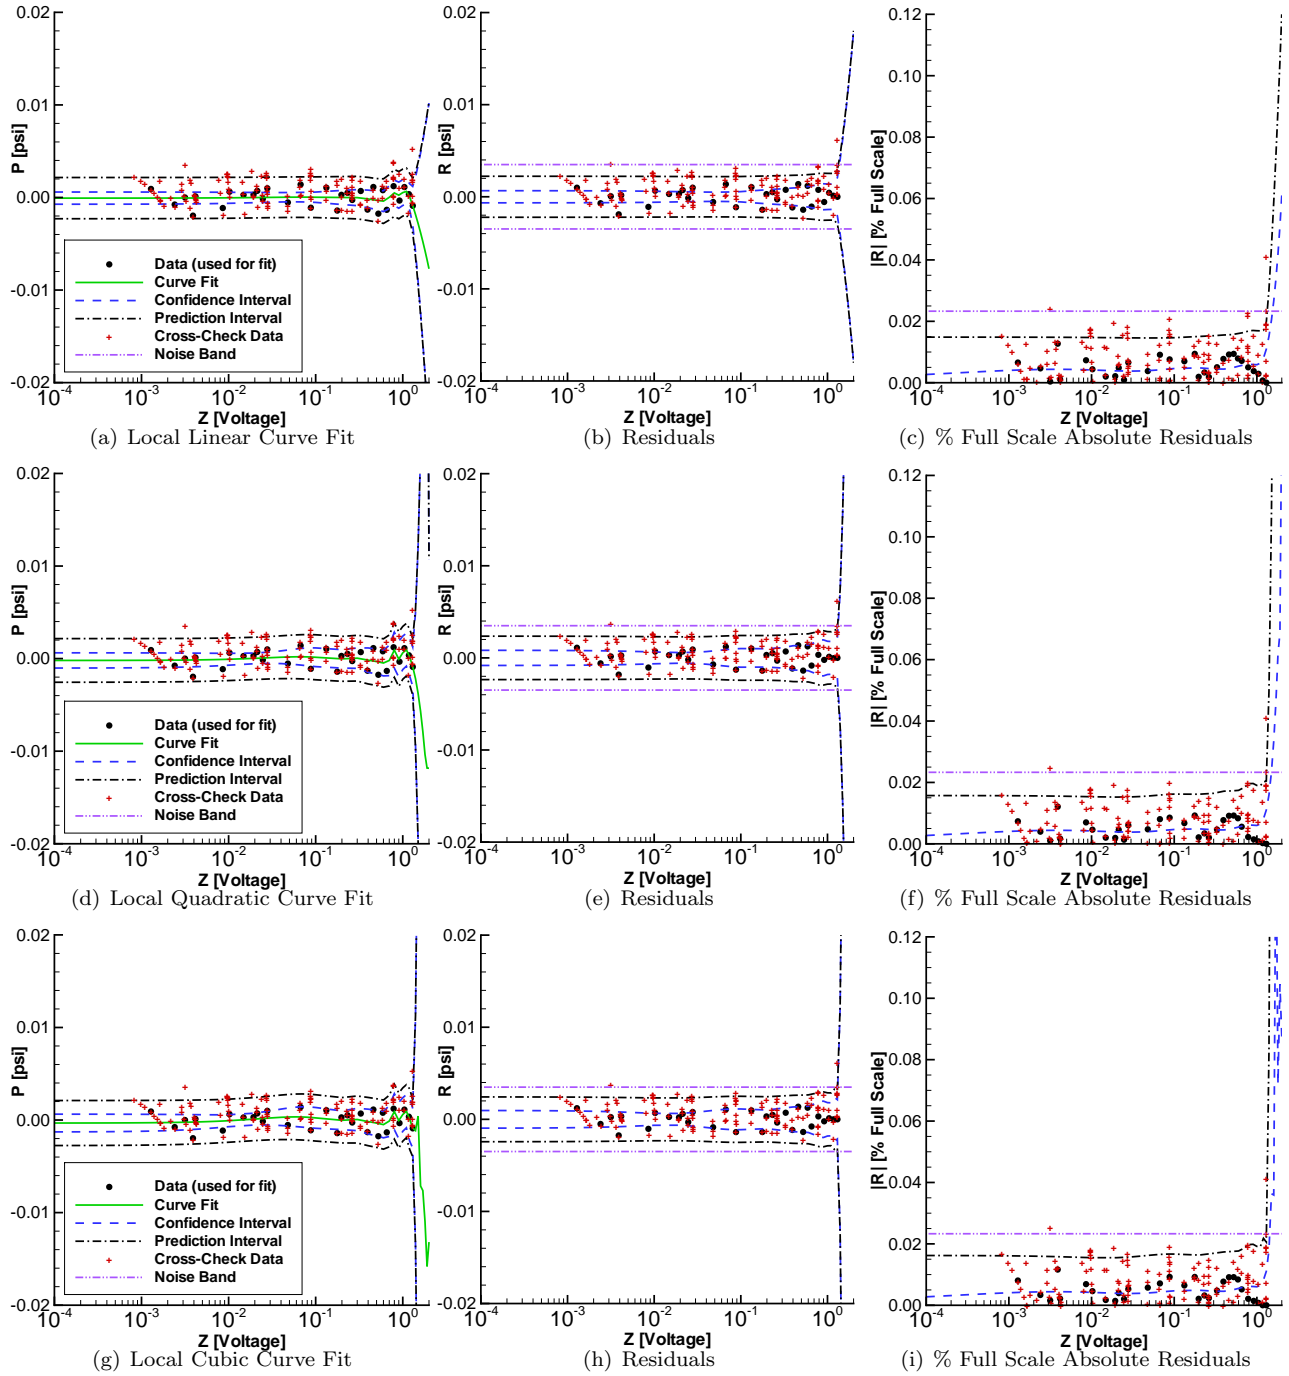 0.02
0.01
0.00
-0.01
-0.02
P [psi]
Data (used for fit)
Curve Fit
Confidence Interval
Prediction Interval
Cross-Check Data
Noise Band
10-4 10-3 10-2 10-1 100
Z [Voltage]
(a) Local Linear Curve Fit
0.02
0.01
0.00
-0.01
-0.02
R [psi]
10-4 10-3 10-2 10-1 100
Z [Voltage]
(b) Residuals
0.12
0.10
0.08
0.06
0.04
0.02
0.00
|R| [% Full Scale]
10-4 10-3 10-2 10-1 100
Z [Voltage]
(c) % Full Scale Absolute Residuals
0.02
0.01
0.00
-0.01
-0.02
P [psi]
Data (used for fit)
Curve Fit
Confidence Interval
Prediction Interval
Cross-Check Data
Noise Band
10-4 10-3 10-2 10-1 100
Z [Voltage]
(d) Local Quadratic Curve Fit
0.02
0.01
0.00
-0.01
-0.02
R [psi]
10-4 10-3 10-2 10-1 100
Z [Voltage]
(e) Residuals
0.12
0.10
0.08
0.06
0.04
0.02
0.00
|R| [% Full Scale]
10-4 10-3 10-2 10-1 100
Z [Voltage]
(f) % Full Scale Absolute Residuals
0.02
0.01
0.00
-0.01
-0.02
P [psi]
Data (used for fit)
Curve Fit
Confidence Interval
Prediction Interval
Cross-Check Data
Noise Band
10-4 10-3 10-2 10-1 100
Z [Voltage]
(g) Local Cubic Curve Fit
0.02
0.01
0.00
-0.01
-0.02
R [psi]
10-4 10-3 10-2 10-1 100
Z [Voltage]
(h) Residuals
0.12
0.10
0.08
0.06
0.04
0.02
0.00
|R| [% Full Scale]
10-4 10-3 10-2 10-1 100
Z [Voltage]
(i) % Full Scale Absolute Residuals